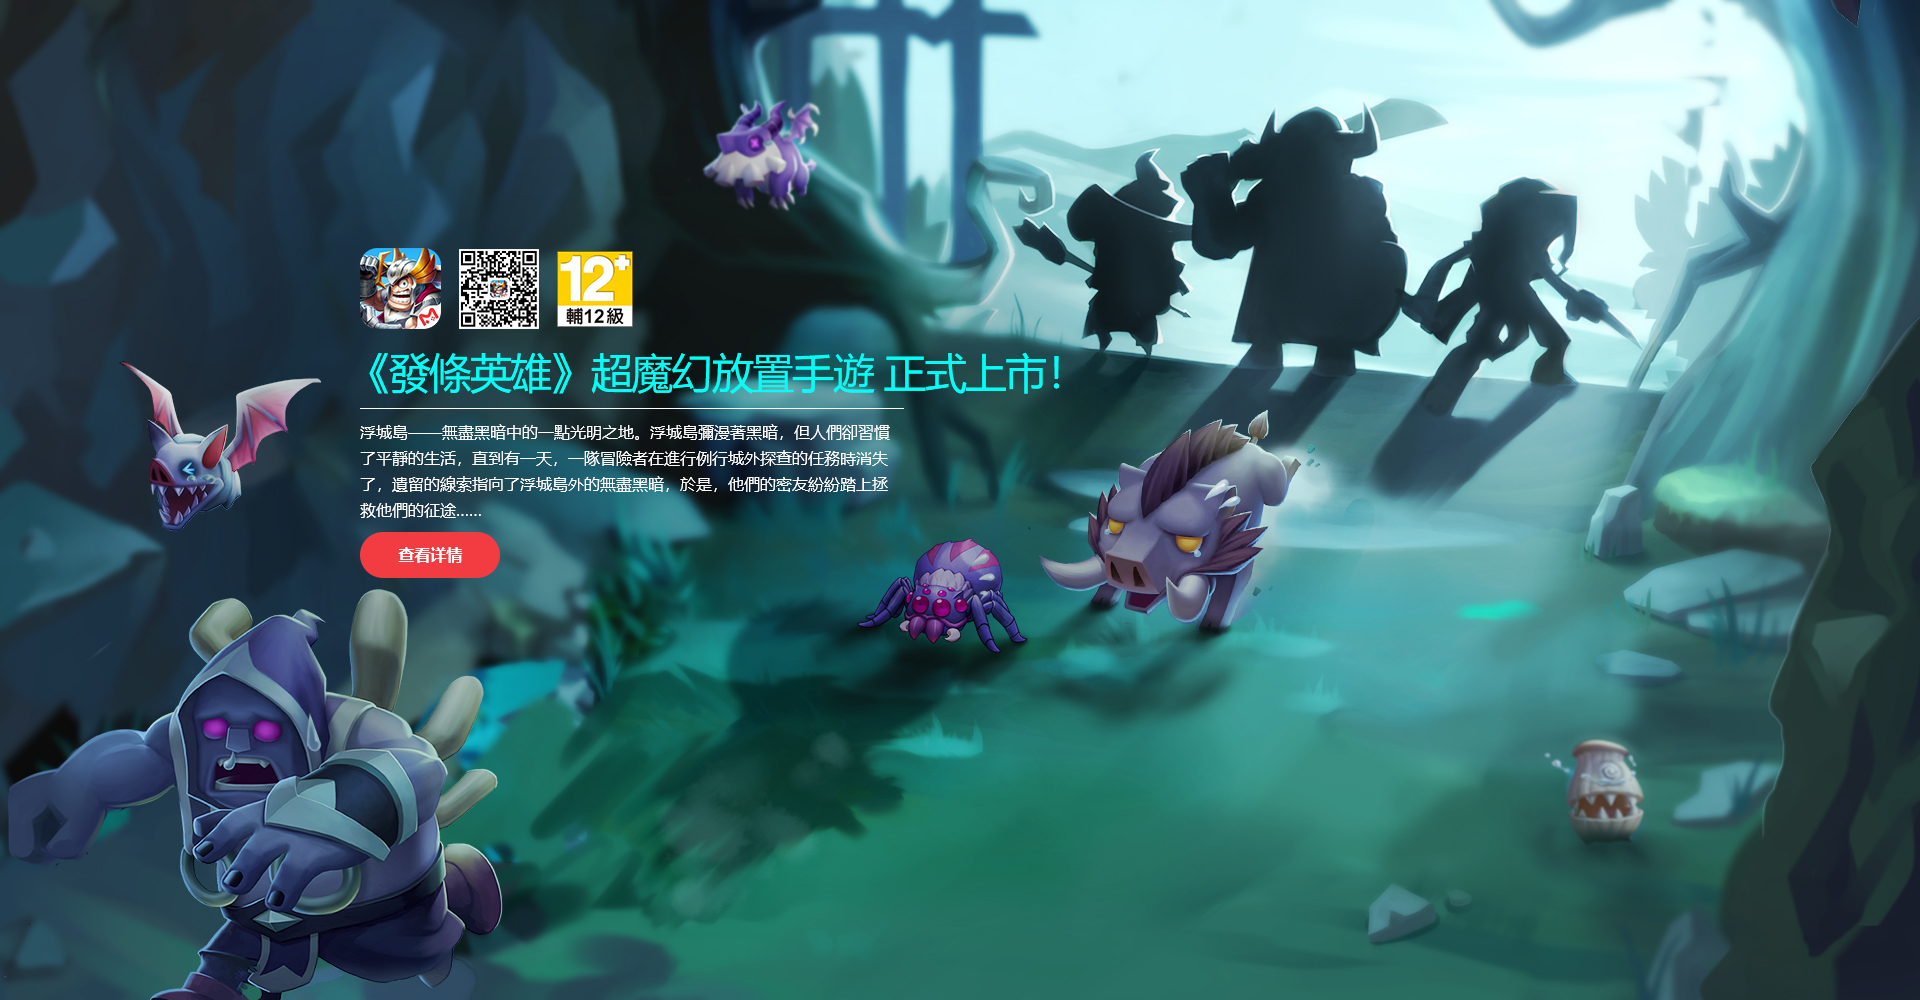 12+
輔12級
《發條英雄》超魔幻放置手遊 正式上市!
浮城島——無盡黑暗中的一點光明之地。浮城島彌漫著黑暗，但人們卻習慣
了平靜的生活，直到有一天，一隊冒險者在進行例行城外探查的任務時消失
了，遺留的線索指向了浮城島外的無盡黑暗，於是，他們的密友紛紛踏上拯
救他們的征途......
查看详情